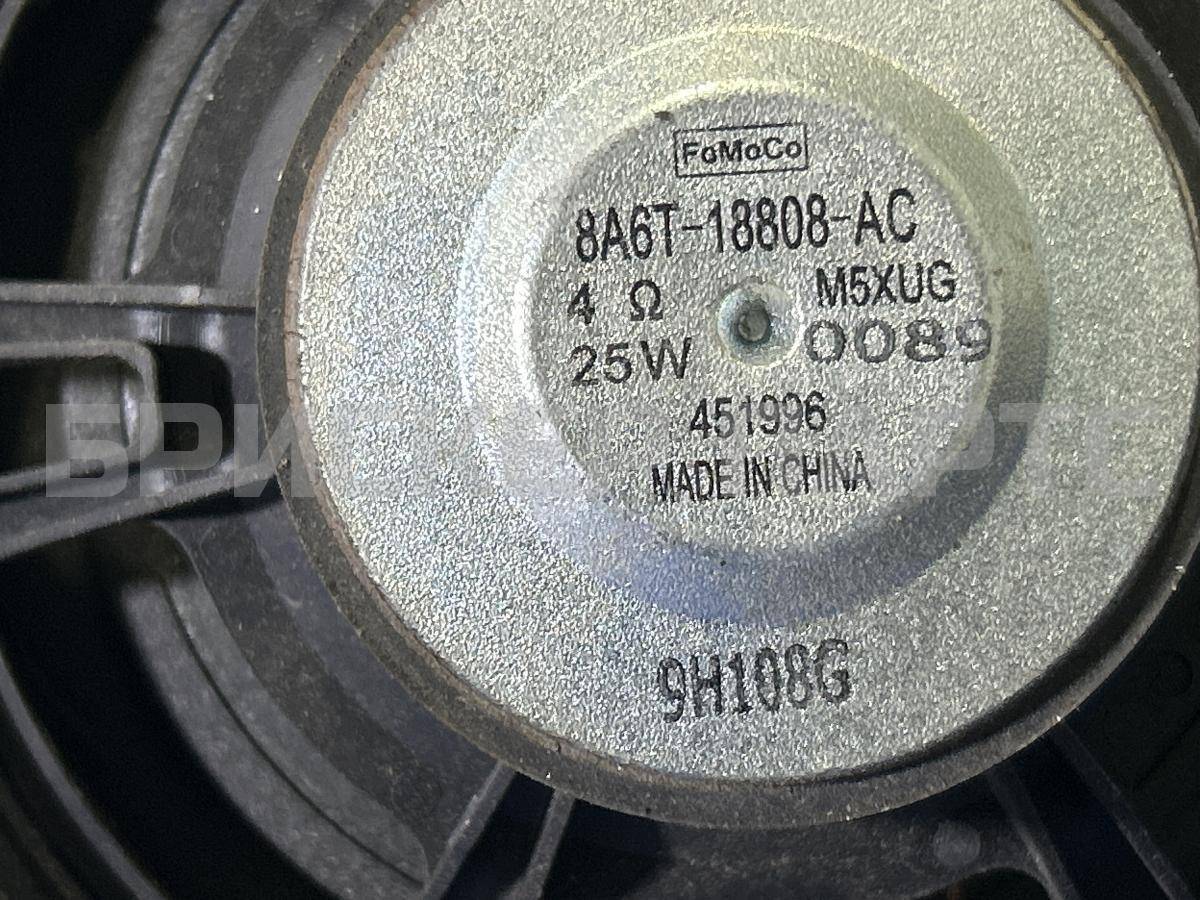 FoMoCo
8A6T-18808-AC
4 Ω M5XUG
25W 0089
451996
MADE IN CHINA
9H108G